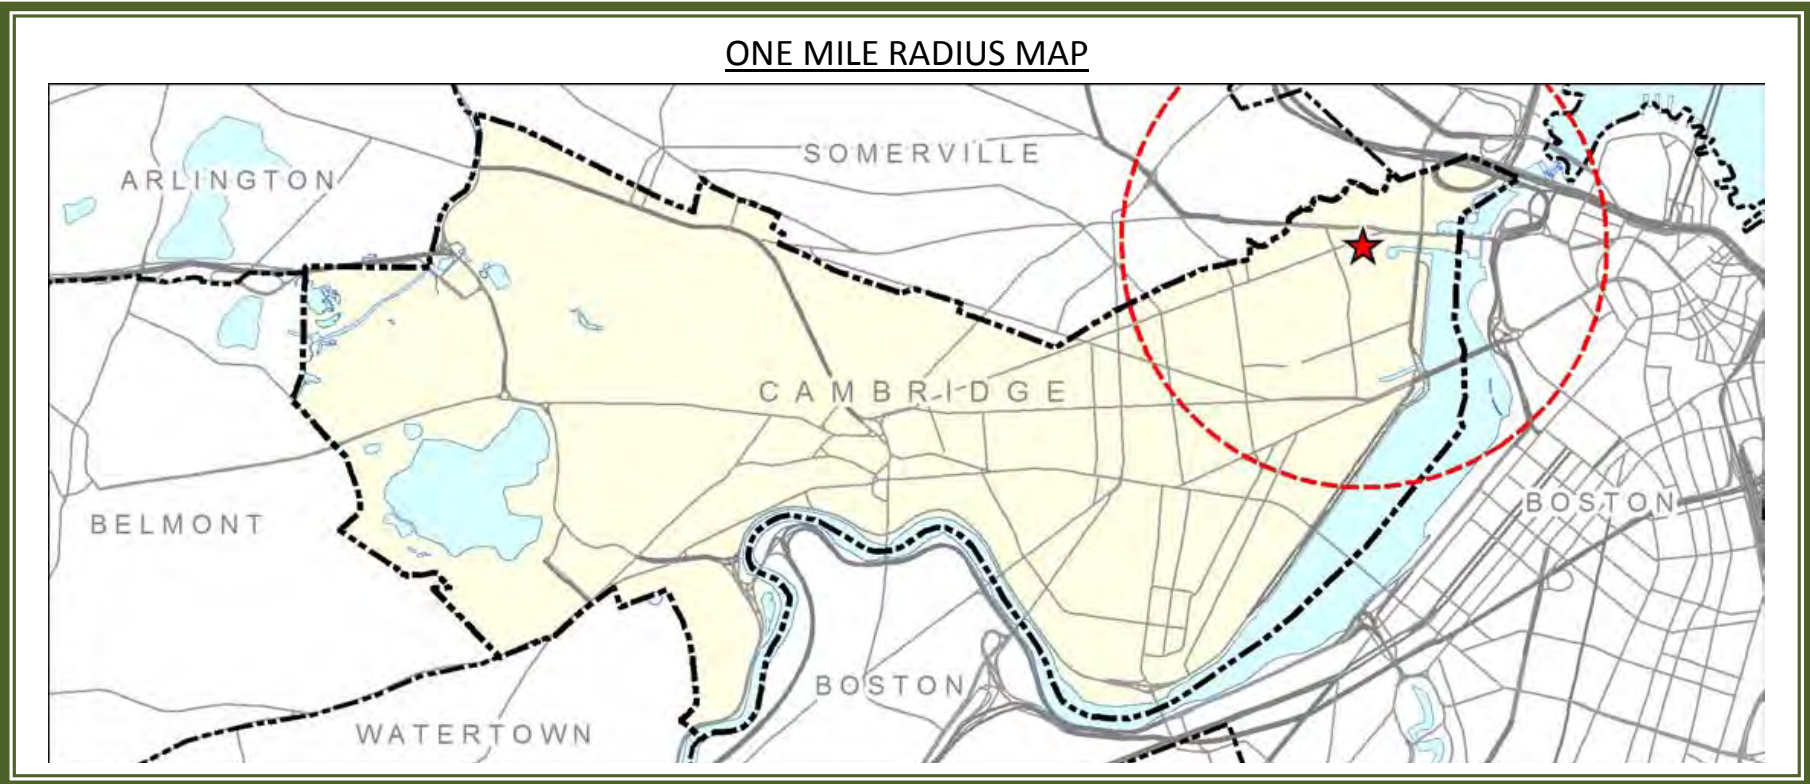 ONE MILE RADIUS MAP
SOMERVILLE
ARLINGTON
CAMBRIDGE
BOSTON
BELMONT
BOSTON
WATERTOWN